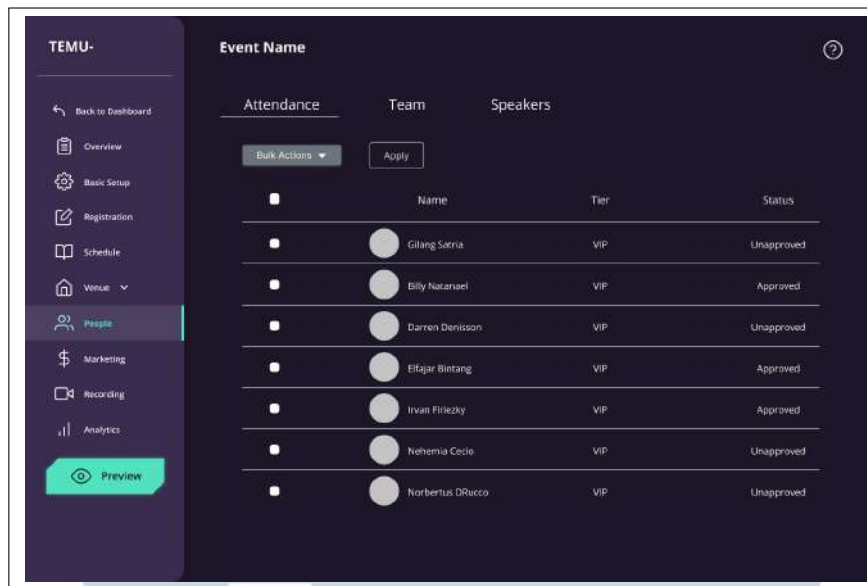 TEMU-
Event Name
Back to Dashboard
Overview
Basic Setup
Registration
Schedule
Venue
People
Marketing
Recording
Analytics
Preview
Attendance Team Speakers
Bulk Actions Apply
Name Tier Status
Gilang Satria VIP Unapproved
Billy Natanael VIP Approved
Darren Denisson VIP Unapproved
Elfajar Bintang VIP Approved
Irvan Firiezky VIP Approved
Nehemia Cecio VIP Unapproved
Norbertus DRucco VIP Unapproved